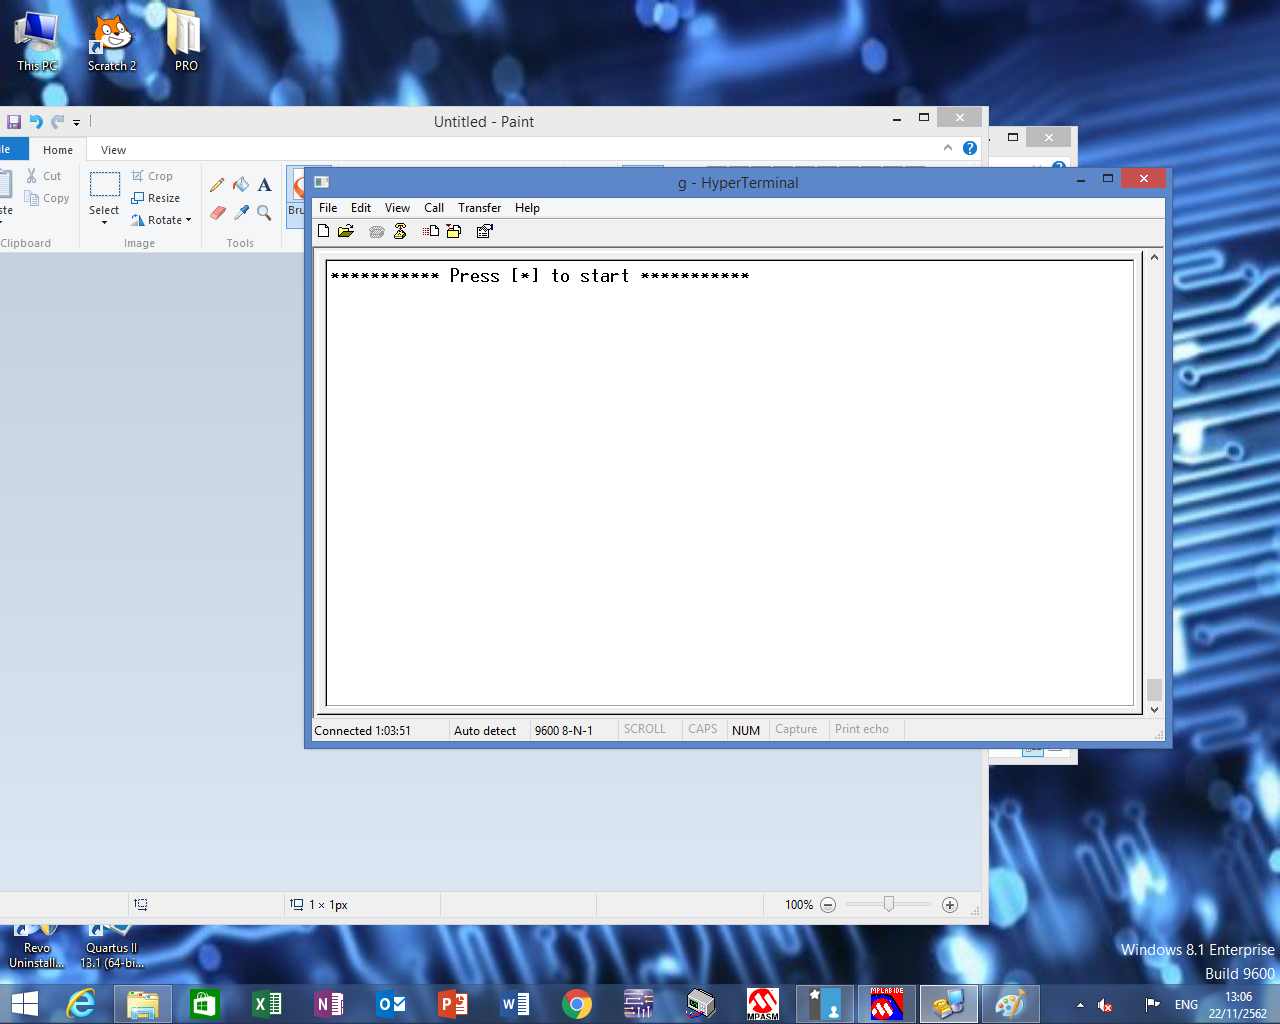 This PC
Scratch 2
PRO
Untitled - Paint
Home
View
Cut
Copy
Select
Crop
Resize
Rotate
A
Clipboard
Image
Tools
g - HyperTerminal
File Edit View Call Transfer Help
*********** Press [*] to start ***********
Connected 1:03:51
Auto detect
9600 8-N-1
SCROLL
CAPS
NUM
Capture
Print echo
1 × 1px
100%
Revo
Uninstall...
Quartus II
13.1 (64-bi...
Windows 8.1 Enterprise
Build 9600
MPASM
MPLAB IDE
ENG
13:06
22/11/2562